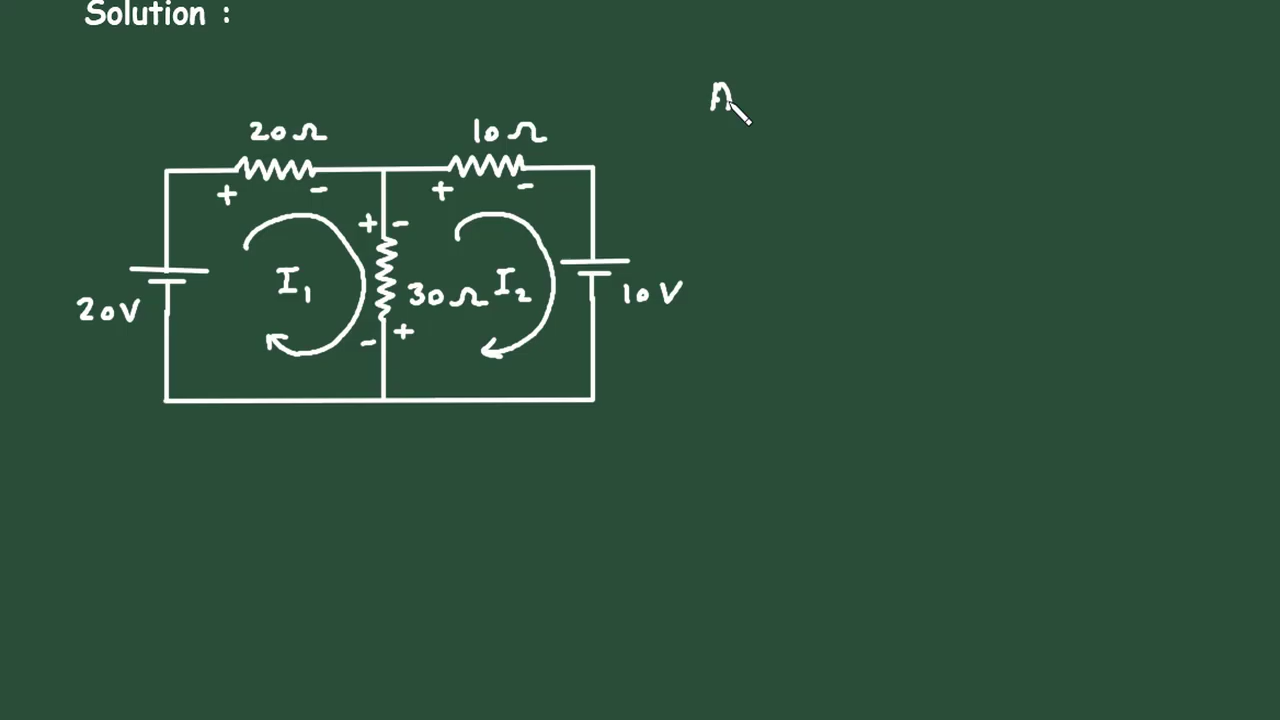 Solution :
A
20Ω 10Ω
+ - + -
+ -
I₁ 30Ω I₂
20V 10V
- +